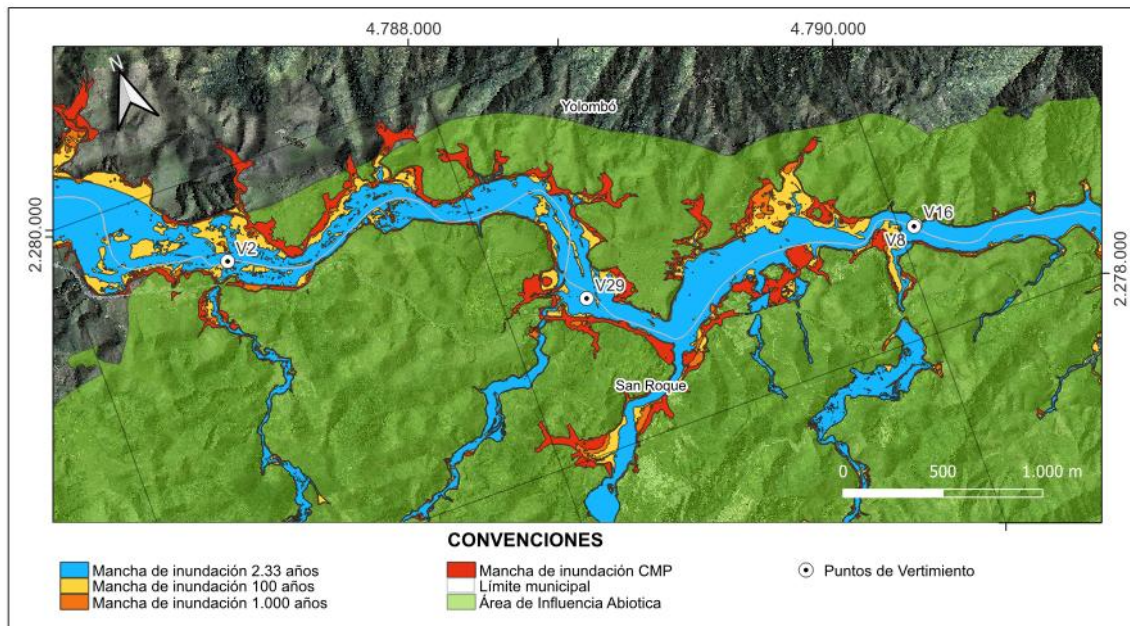 4.788.000
4.790.000
N
Yolombó
2.280.000
2.278.000
V2
V29
V16
V8
San Roque
0 500 1.000 m
CONVENCIONES
Mancha de inundación 2.33 años
Mancha de inundación 100 años
Mancha de inundación 1.000 años
Mancha de inundación CMP
Límite municipal
Área de Influencia Abiotica
Puntos de Vertimiento